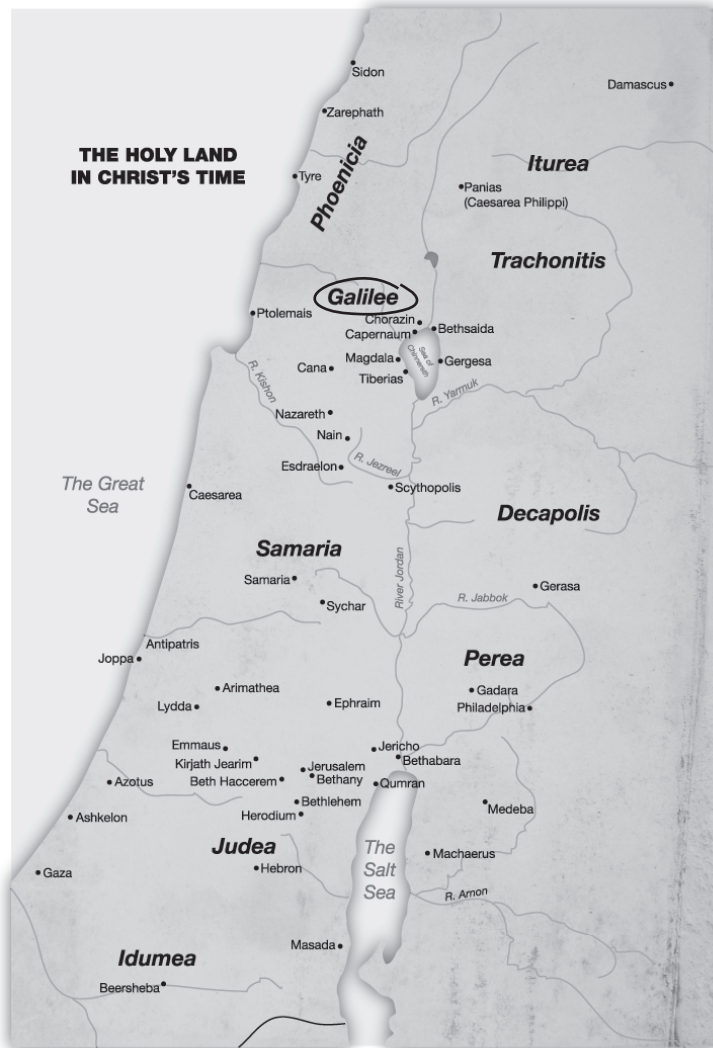 Sidon
Damascus
Zarephath
THE HOLY LAND
IN CHRIST'S TIME
Phoenicia
Iturea
Tyre
Panias
(Caesarea Philippi)
Trachonitis
Galilee
Ptolemais
Chorazin
Capernaum
Bethsaida
Sea of
Chinnereth
Magdala
Gergesa
Cana
Tiberias
R. Kishon
R. Yarmuk
Nazareth
Nain
R. Jezreel
Esdraelon
The Great
Sea
Caesarea
Scythopolis
Decapolis
Samaria
Samaria
River Jordan
Gerasa
R. Jabbok
Sychar
Antipatris
Joppa
Perea
Arimathea
Gadara
Lydda
Ephraim
Philadelphia
Emmaus
Jericho
Kirjath Jearim
Bethabara
Jerusalem
Azotus
Beth Haccerem
Bethany
Qumran
Bethlehem
Medeba
Ashkelon
Herodium
Judea
The
Salt
Sea
Machaerus
Gaza
Hebron
R. Arnon
Masada
Idumea
Beersheba